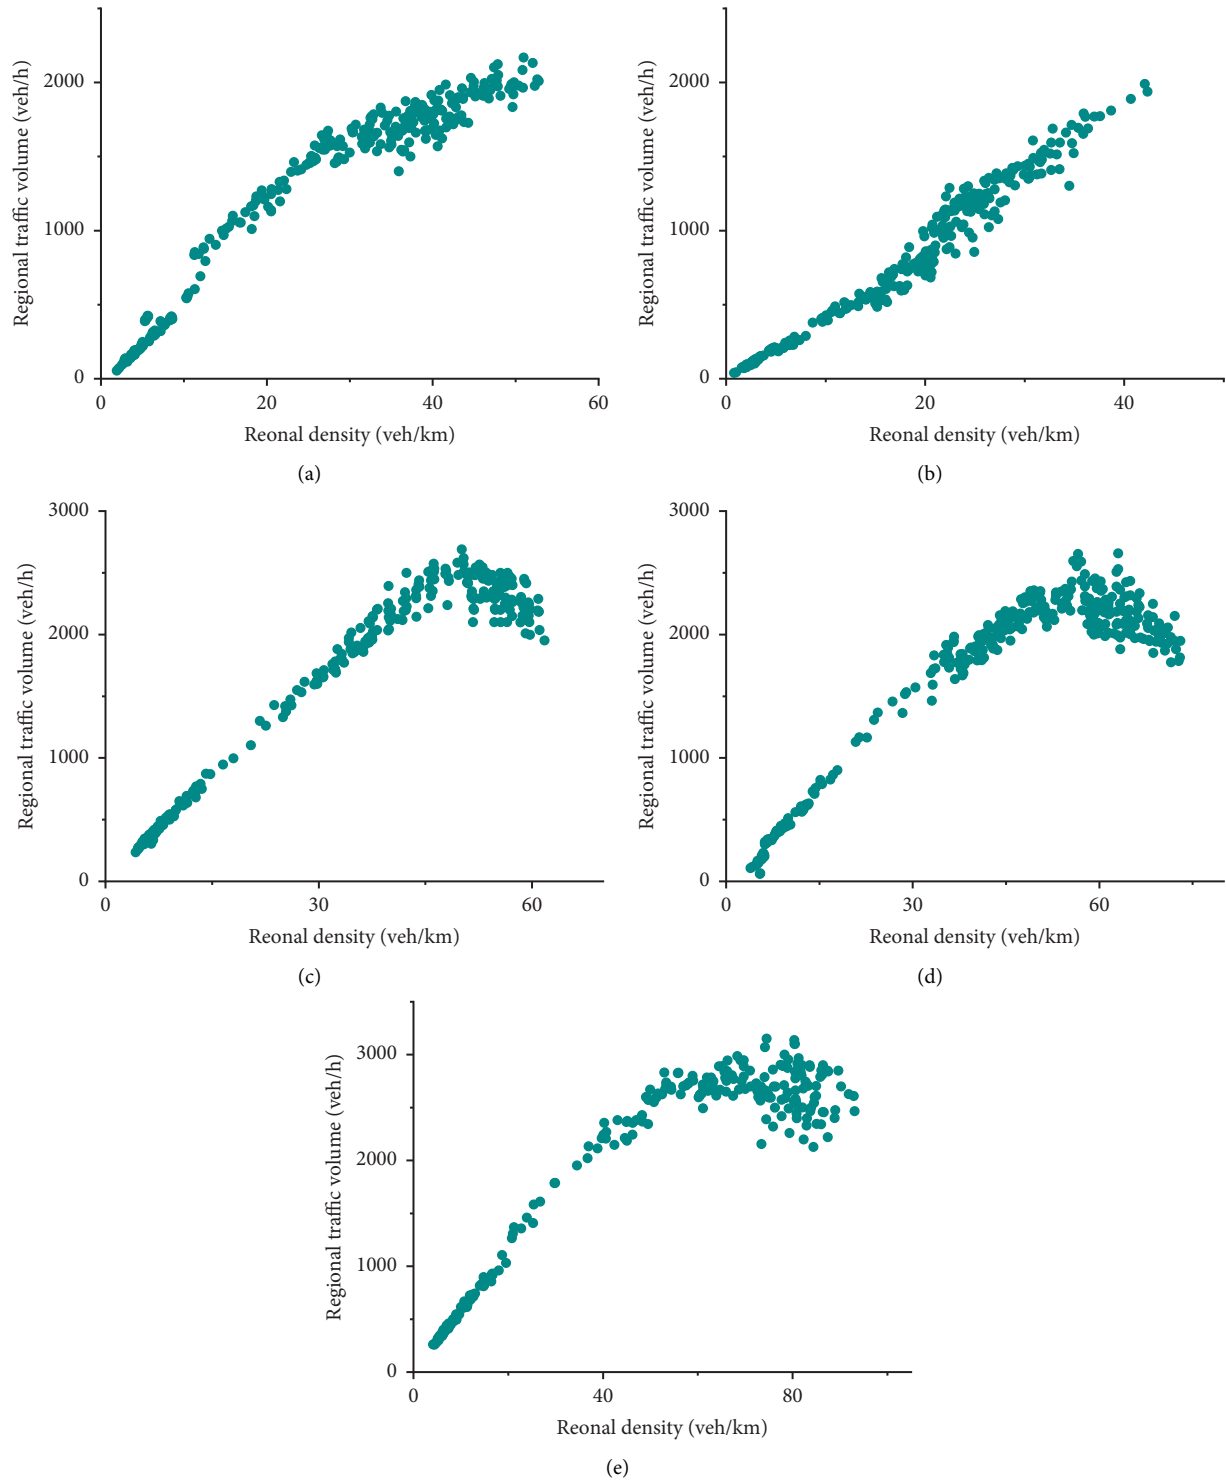 2000
1000
0
Regional traffic volume (veh/h)
0 20 40 60
Reonal density (veh/km)
(a)
2000
1000
0
Regional traffic volume (veh/h)
0 20 40
Reonal density (veh/km)
(b)
3000
2000
1000
0
Regional traffic volume (veh/h)
0 30 60
Reonal density (veh/km)
(c)
3000
2000
1000
0
Regional traffic volume (veh/h)
0 30 60
Reonal density (veh/km)
(d)
3000
2000
1000
0
Regional traffic volume (veh/h)
0 40 80
Reonal density (veh/km)
(e)